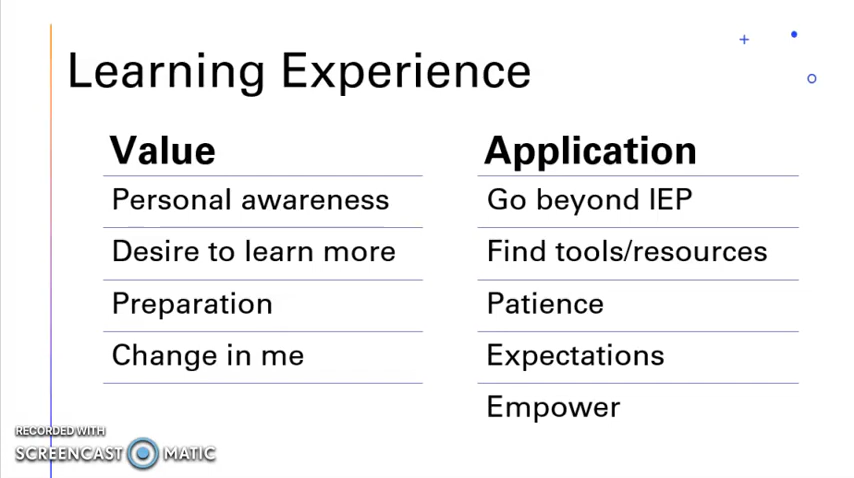 Learning Experience
Value
Personal awareness
Desire to learn more
Preparation
Change in me
Application
Go beyond IEP
Find tools/resources
Patience
Expectations
Empower
RECORDED WITH
SCREENCAST MATIC